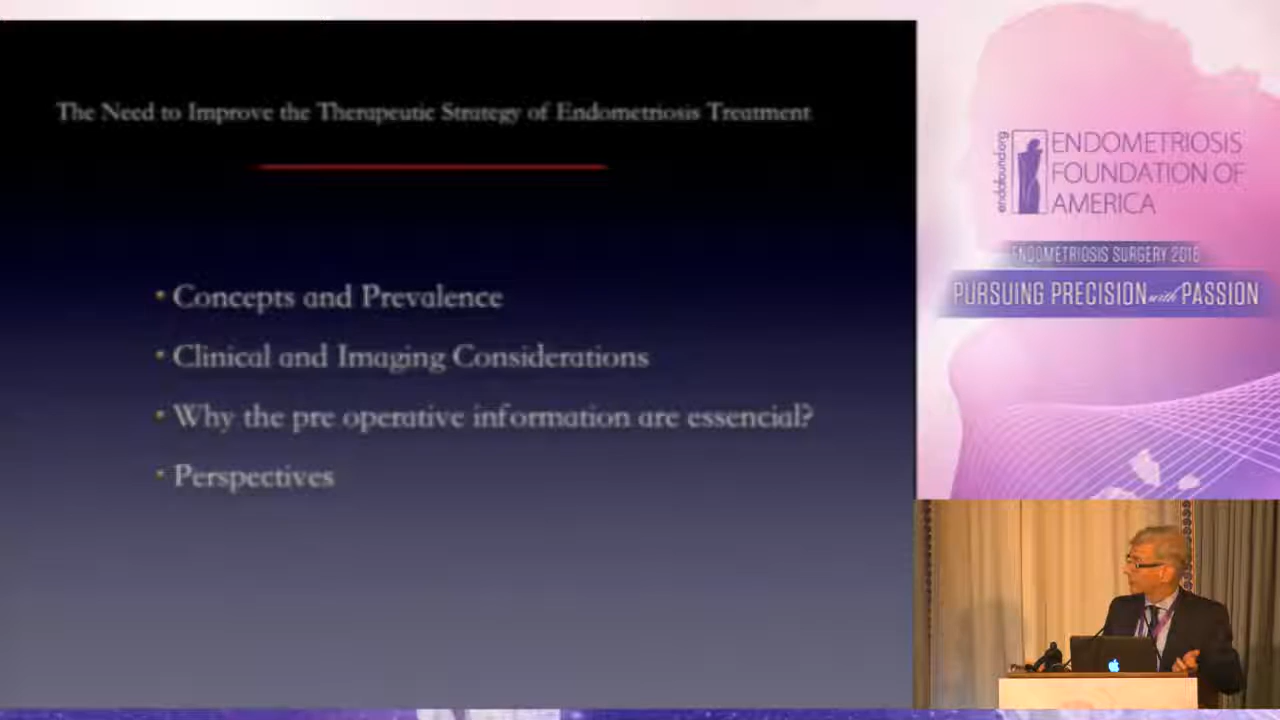 The Need to Improve the Therapeutic Strategy of Endometriosis Treatment
• Concepts and Prevalence
• Clinical and Imaging Considerations
• Why the pre operative information are essencial?
• Perspectives
endofound.org
ENDOMETRIOSIS
FOUNDATION OF
AMERICA
ENDOMETRIOSIS SURGERY 2016
PURSUING PRECISION with PASSION